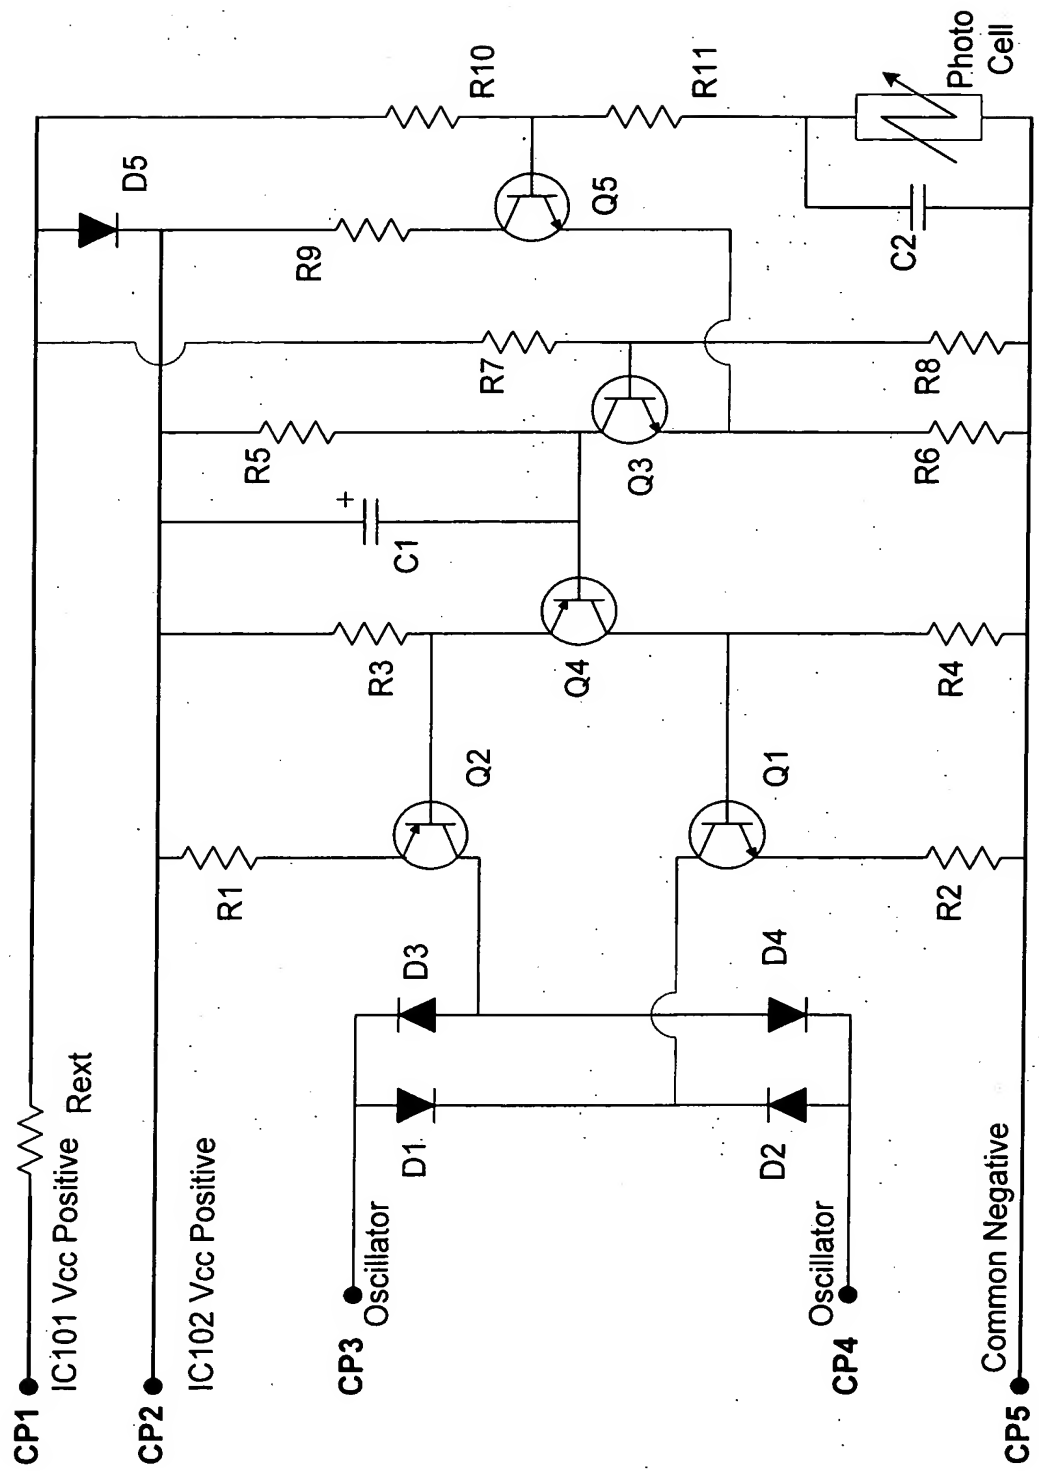 CP1
IC101 Vcc Positive
Rext
CP2
IC102 Vcc Positive
CP3
Oscillator
CP4
Oscillator
CP5
Common Negative
D1
D2
D3
D4
R1
Q2
Q1
R2
R3
Q4
R4
+
C1
R5
Q3
R6
R7
R8
D5
R9
Q5
R10
R11
C2
Photo
Cell